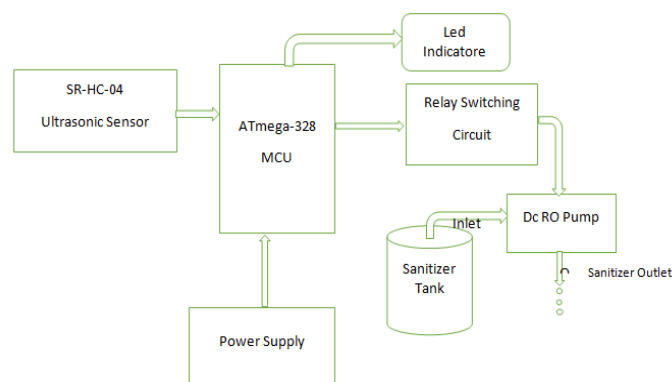 Led
Indicatore
SR-HC-04
Ultrasonic Sensor
ATmega-328
MCU
Relay Switching
Circuit
Inlet
Dc RO Pump
Sanitizer
Tank
Sanitizer Outlet
Power Supply